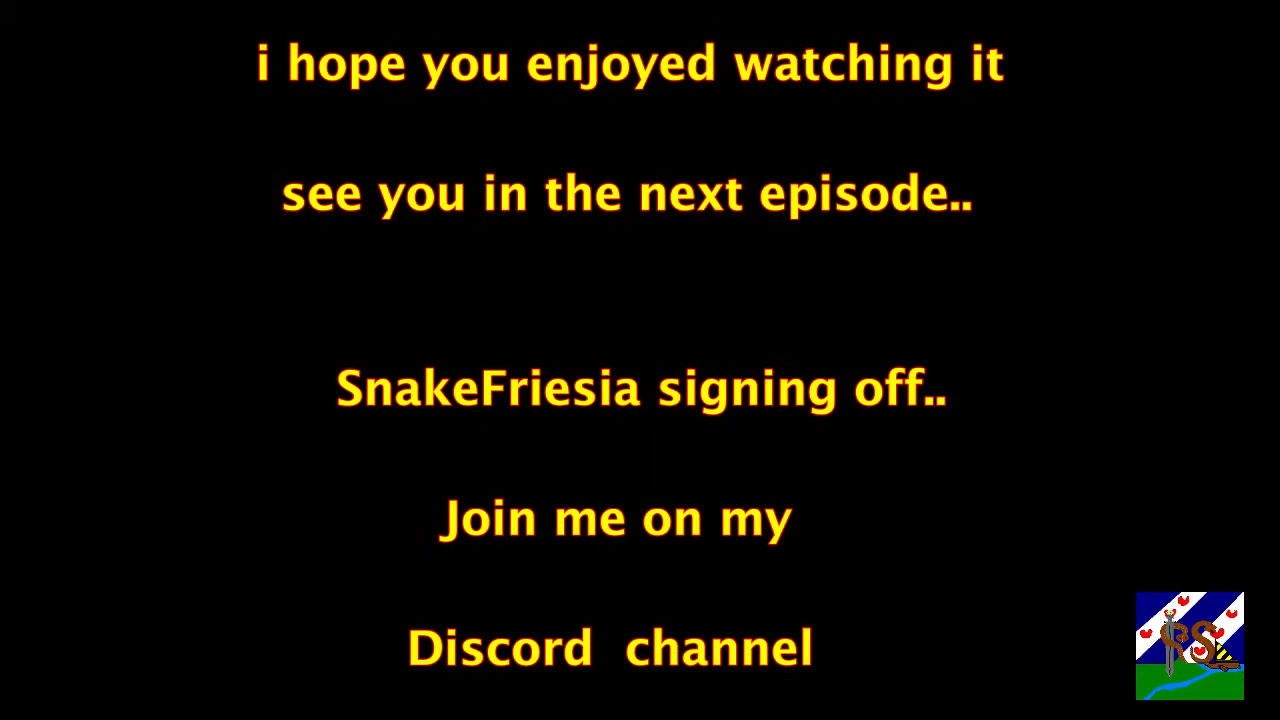 i hope you enjoyed watching it
see you in the next episode..
SnakeFriesia signing off..
Join me on my
Discord  channel